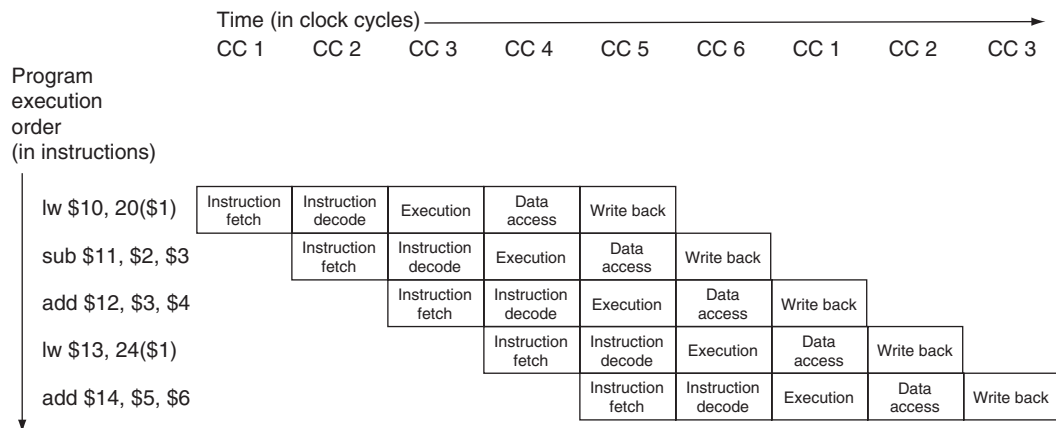 Time (in clock cycles)
CC 1 CC 2 CC 3 CC 4 CC 5 CC 6 CC 1 CC 2 CC 3
Program
execution
order
(in instructions)
lw $10, 20($1) Instruction fetch Instruction decode Execution Data access Write back
sub $11, $2, $3 Instruction fetch Instruction decode Execution Data access Write back
add $12, $3, $4 Instruction fetch Instruction decode Execution Data access Write back
lw $13, 24($1) Instruction fetch Instruction decode Execution Data access Write back
add $14, $5, $6 Instruction fetch Instruction decode Execution Data access Write back